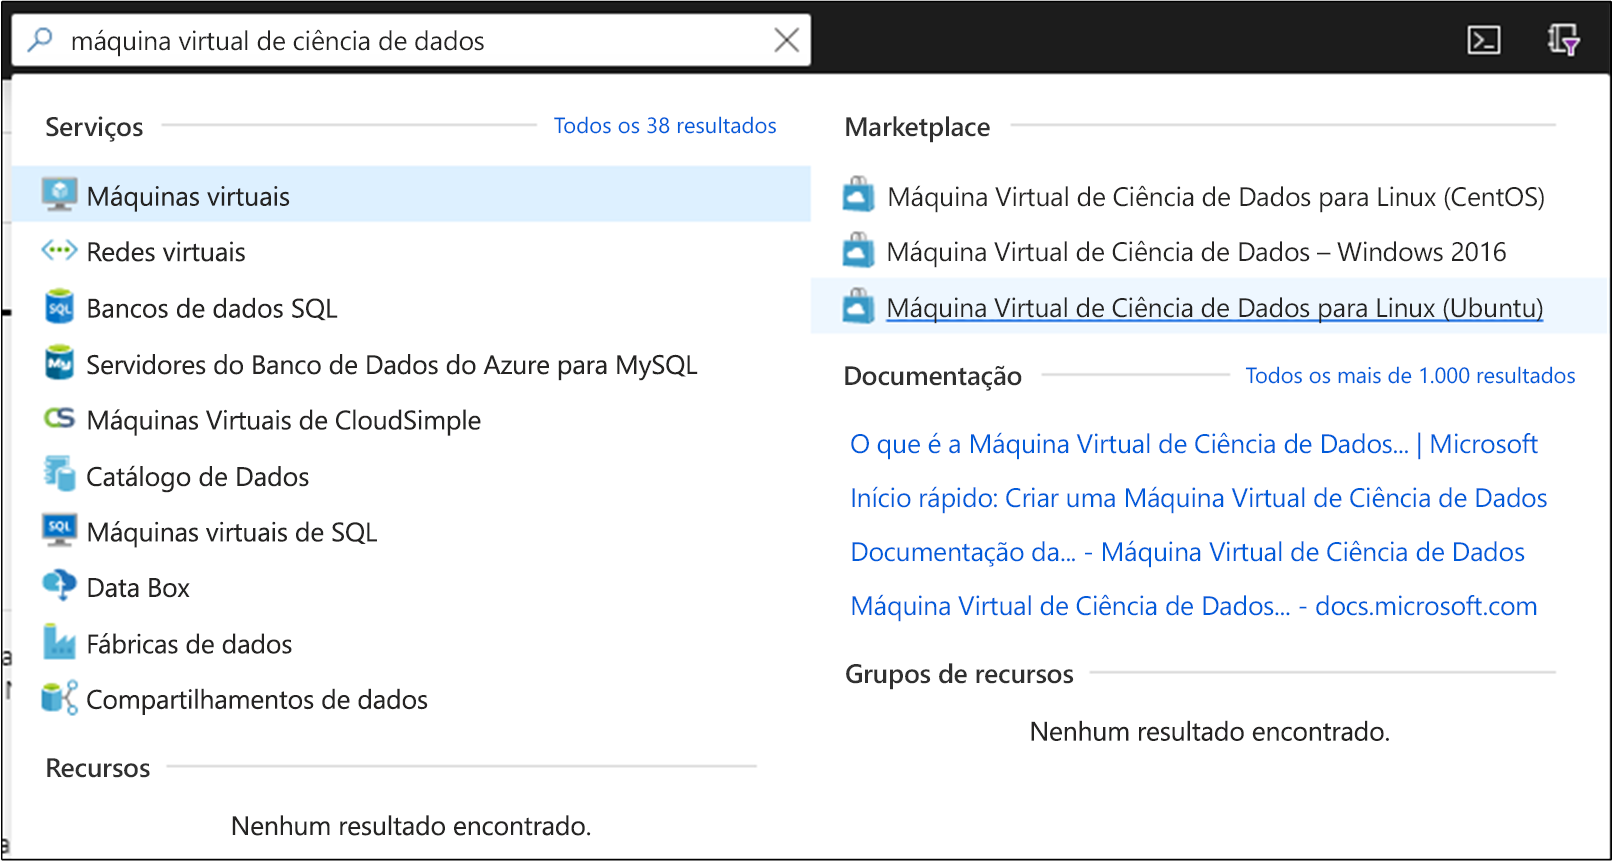 máquina virtual de ciência de dados
Serviços
Todos os 38 resultados
Máquinas virtuais
Redes virtuais
Bancos de dados SQL
Servidores do Banco de Dados do Azure para MySQL
Máquinas Virtuais de CloudSimple
Catálogo de Dados
Máquinas virtuais de SQL
Data Box
Fábricas de dados
Compartilhamentos de dados
Recursos
Nenhum resultado encontrado.
Marketplace
Máquina Virtual de Ciência de Dados para Linux (CentOS)
Máquina Virtual de Ciência de Dados – Windows 2016
Máquina Virtual de Ciência de Dados para Linux (Ubuntu)
Documentação
Todos os mais de 1.000 resultados
O que é a Máquina Virtual de Ciência de Dados... | Microsoft
Início rápido: Criar uma Máquina Virtual de Ciência de Dados
Documentação da... - Máquina Virtual de Ciência de Dados
Máquina Virtual de Ciência de Dados... - docs.microsoft.com
Grupos de recursos
Nenhum resultado encontrado.